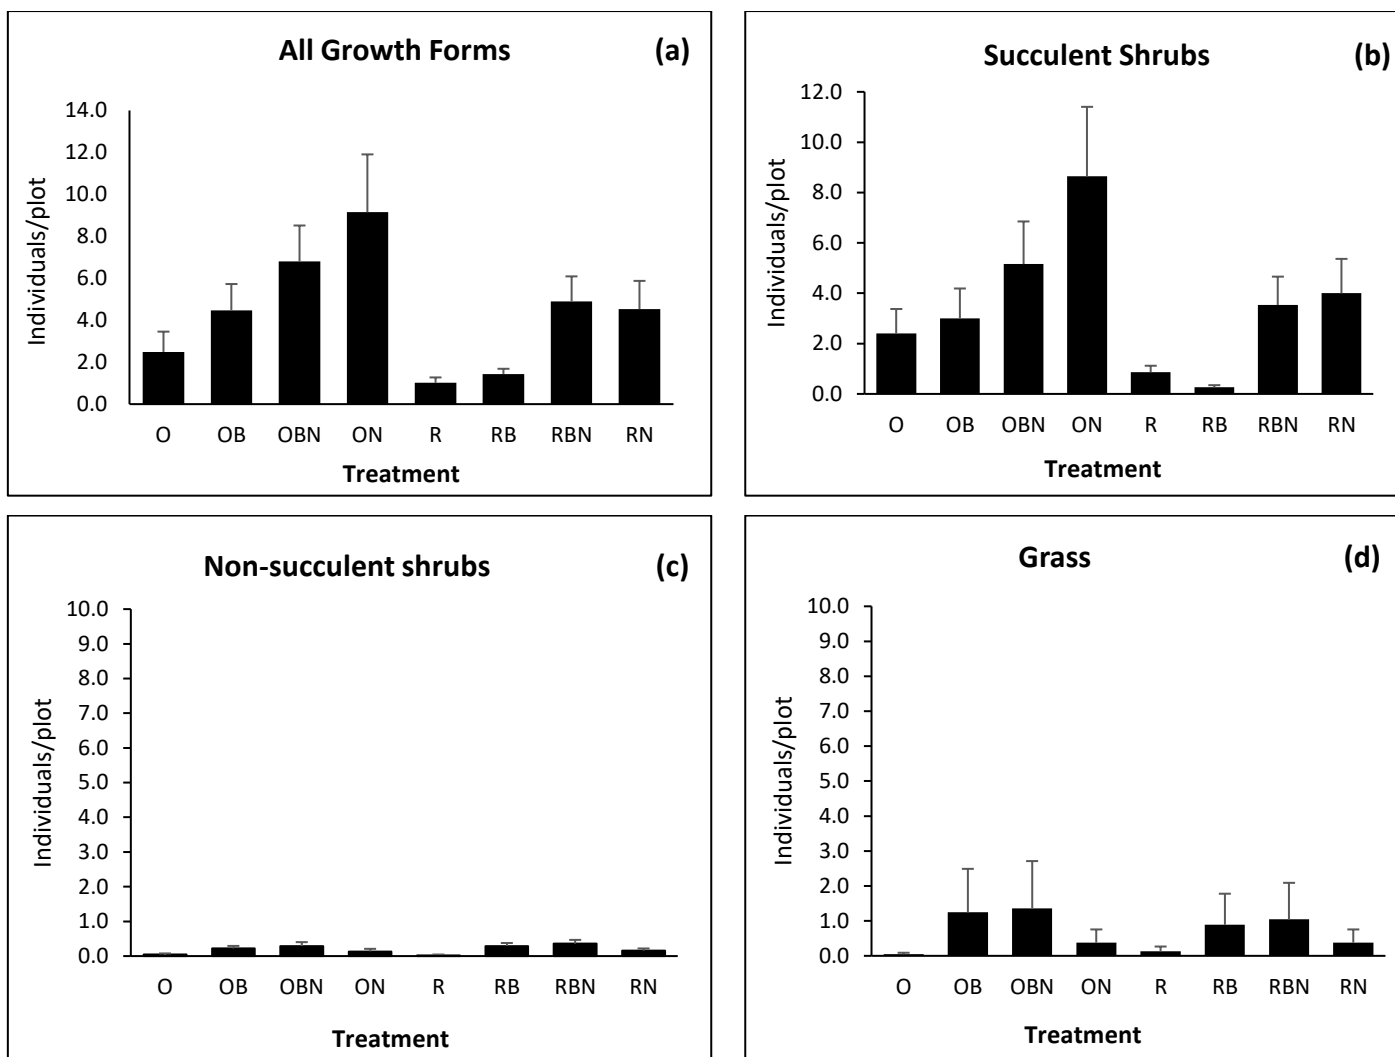 All Growth Forms (a)
Individuals/plot
14.0
12.0
10.0
8.0
6.0
4.0
2.0
0.0
O OB OBN ON R RB RBN RN
Treatment
Succulent Shrubs (b)
Individuals/plot
12.0
10.0
8.0
6.0
4.0
2.0
0.0
O OB OBN ON R RB RBN RN
Treatment
Non-succulent shrubs (c)
Individuals/plot
10.0
9.0
8.0
7.0
6.0
5.0
4.0
3.0
2.0
1.0
0.0
O OB OBN ON R RB RBN RN
Treatment
Grass (d)
Individuals/plot
10.0
9.0
8.0
7.0
6.0
5.0
4.0
3.0
2.0
1.0
0.0
O OB OBN ON R RB RBN RN
Treatment